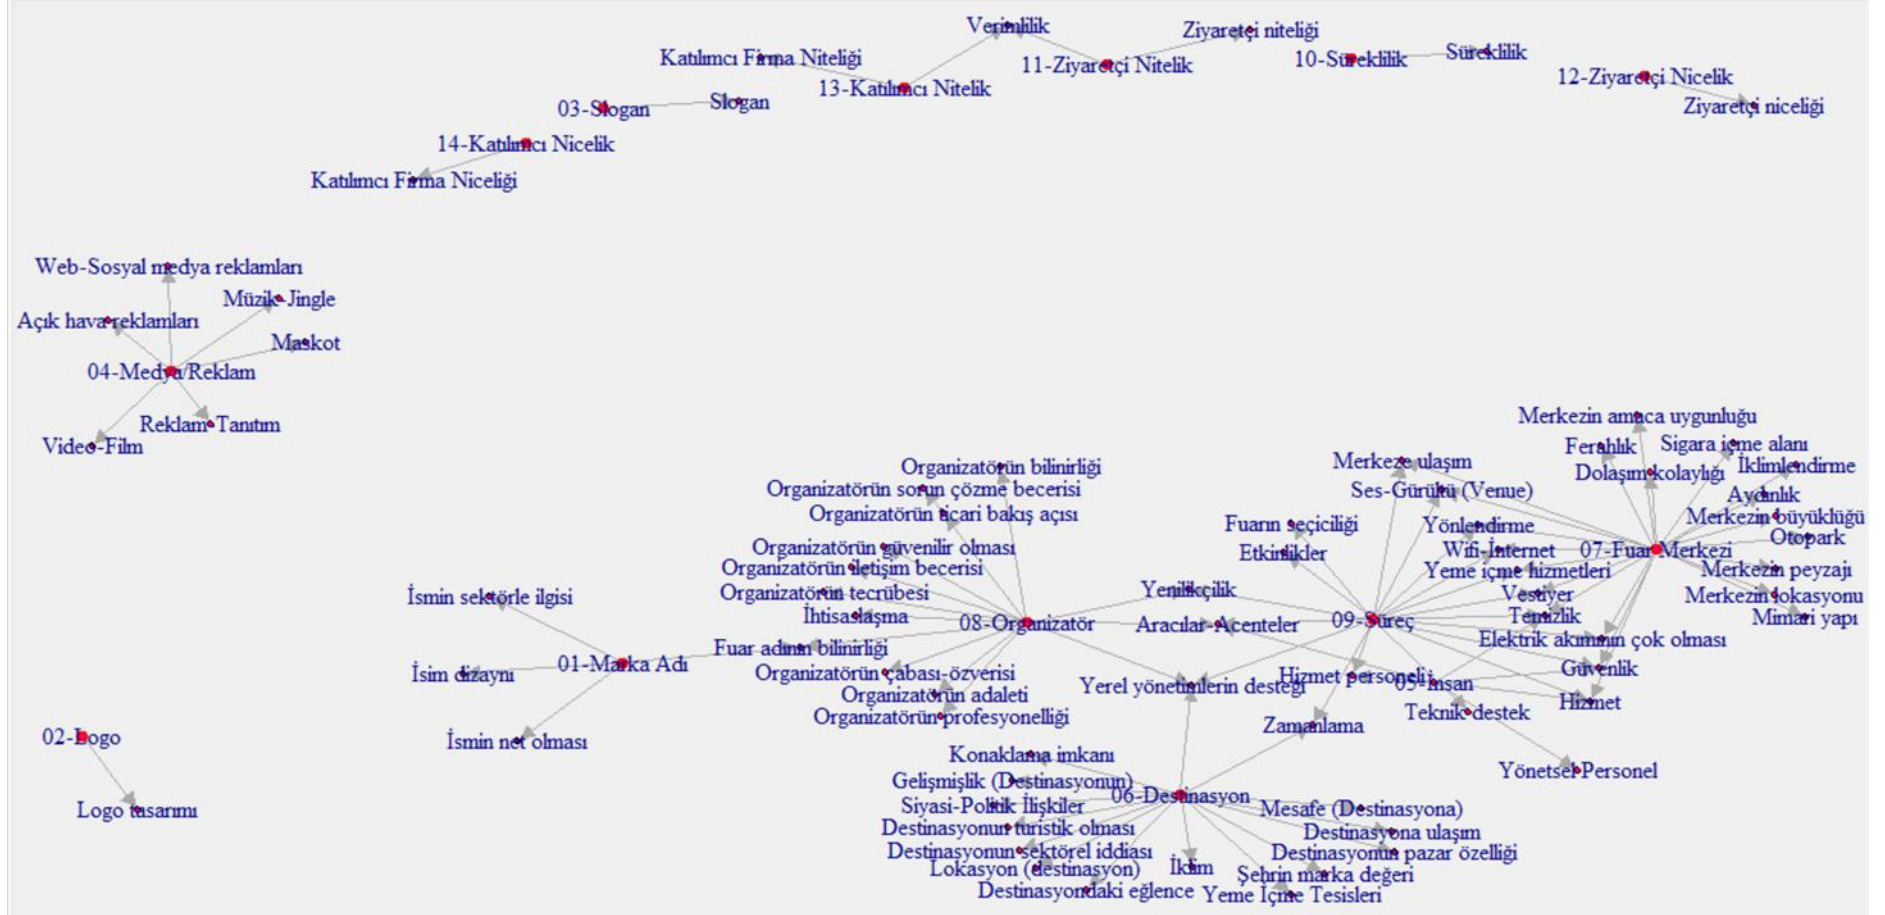 Verimlilik
Ziyaretçi niteliği
Katılımcı Firma Niteliği
11-Ziyaretçi Nitelik
10-Süreklilik
Süreklilik
12-Ziyaretçi Nicelik
13-Katılımcı Nitelik
03-Slogan
Slogan
Ziyaretçi niceliği
14-Katılımcı Nicelik
Katılımcı Firma Niceliği
Web-Sosyal medya reklamları
Müzik-Jingle
Açık hava reklamları
Maskot
04-Medya/Reklam
Reklam-Tanıtım
Video-Film
Merkezin amaca uygunluğu
Ferahlık
Sigara içme alanı
Organizatörün bilinirliği
Merkeze ulaşım
Dolaşım kolaylığı
İklimlendirme
Organizatörün sorun çözme becerisi
Ses-Gürültü (Venue)
Aydınlık
Organizatörün ticari bakış açısı
Fuarın seçiciliği
Yönlendirme
Merkezin büyüklüğü
Otopark
Organizatörün güvenilir olması
Etkinlikler
Wifi-İnternet
07-Fuar Merkezi
Organizatörün iletişim becerisi
Yeme içme hizmetleri
Merkezin peyzajı
Organizatörün tecrübesi
Yenilikçilik
Vestiyer
Merkezin lokasyonu
İsmin sektörle ilgisi
İhtisaslaşma
08-Organizatör
Aracılar-Acenteler
09-Süreç
Temizlik
Mimari yapı
Elektrik akımının çok olması
Fuar adının bilinirliği
01-Marka Adı
İsim dizaynı
Organizatörün çabası-özverisi
Hizmet personeli
05-İnsan
Güvenlik
Organizatörün adaleti
Yerel yönetimlerin desteği
Hizmet
Organizatörün profesyonelliği
Zamanlama
Teknik destek
02-Logo
İsmin net olması
Konaklama imkanı
Yönetsel Personel
Gelişmişlik (Destinasyonun)
06-Destinasyon
Siyasi-Politik İlişkiler
Mesafe (Destinasyona)
Logo tasarımı
Destinasyonun turistik olması
Destinasyona ulaşım
Destinasyonun sektörel iddiası
Destinasyonun pazar özelliği
Lokasyon (destinasyon)
İklim
Şehrin marka değeri
Destinasyondaki eğlence
Yeme İçme Tesisleri